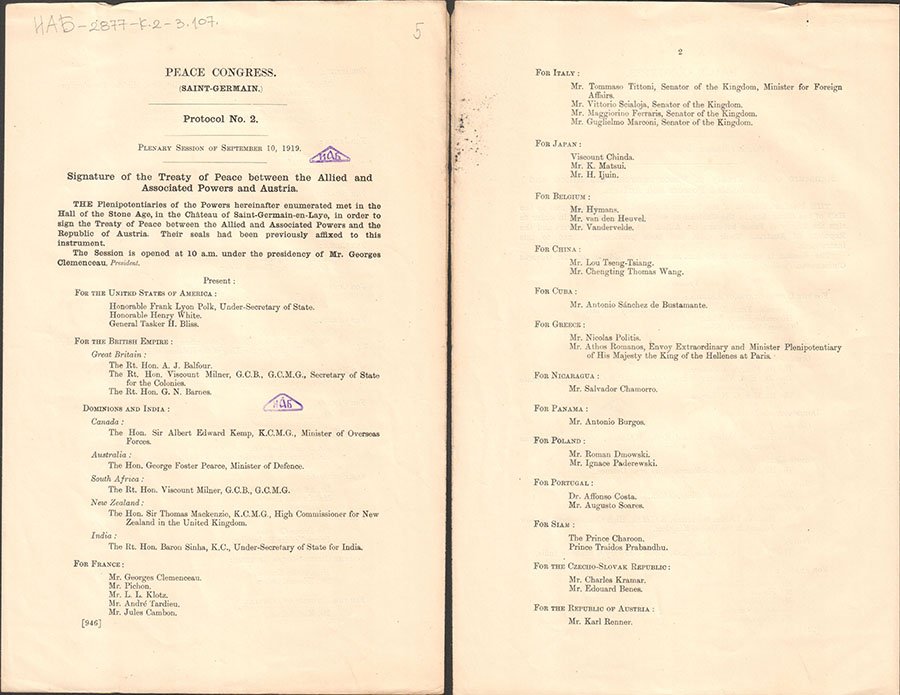 ИАБ-2877-К.2-3.107.
5
PEACE CONGRESS.
(SAINT-GERMAIN.)
Protocol No. 2.
PLENARY SESSION OF SEPTEMBER 10, 1919.
ИАБ
Signature of the Treaty of Peace between the Allied and
Associated Powers and Austria.
THE Plenipotentiaries of the Powers hereinafter enumerated met in the
Hall of the Stone Age, in the Château of Saint-Germain-en-Laye, in order to
sign the Treaty of Peace between the Allied and Associated Powers and the
Republic of Austria. Their seals had been previously affixed to this
instrument.
The Session is opened at 10 a.m. under the presidency of Mr. Georges
Clemenceau, President.
Present :
FOR THE UNITED STATES OF AMERICA :
Honorable Frank Lyon Polk, Under-Secretary of State.
Honorable Henry White.
General Tasker H. Bliss.
FOR THE BRITISH EMPIRE :
Great Britain :
The Rt. Hon. A. J. Balfour.
The Rt. Hon. Viscount Milner, G.C.B., G.C.M.G., Secretary of State
for the Colonies.
The Rt. Hon. G. N. Barnes.
ИАБ
DOMINIONS AND INDIA :
Canada :
The Hon. Sir Albert Edward Kemp, K.C.M.G., Minister of Overseas
Forces.
Australia :
The Hon. George Foster Pearce, Minister of Defence.
South Africa :
The Rt. Hon. Viscount Milner, G.C.B., G.C.M.G.
New Zealand :
The Hon. Sir Thomas Mackenzie, K.C.M.G., High Commissioner for New
Zealand in the United Kingdom.
India :
The Rt. Hon. Baron Sinha, K.C., Under-Secretary of State for India.
FOR FRANCE :
Mr. Georges Clemenceau.
Mr. Pichon.
Mr. L. L. Klotz.
Mr. André Tardieu.
Mr. Jules Cambon.
[946]
2
FOR ITALY :
Mr. Tommaso Tittoni, Senator of the Kingdom, Minister for Foreign
Affairs.
Mr. Vittorio Scialoja, Senator of the Kingdom.
Mr. Maggiorino Ferraris, Senator of the Kingdom.
Mr. Guglielmo Marconi, Senator of the Kingdom.
FOR JAPAN :
Viscount Chinda.
Mr. K. Matsui.
Mr. H. Ijuin.
FOR BELGIUM :
Mr. Hymans.
Mr. van den Heuvel.
Mr. Vandervelde.
FOR CHINA :
Mr. Lou Tseng-Tsiang.
Mr. Chengting Thomas Wang.
FOR CUBA :
Mr. Antonio Sánchez de Bustamante.
FOR GREECE :
Mr. Nicolas Politis.
Mr. Athos Romanos, Envoy Extraordinary and Minister Plenipotentiary
of His Majesty the King of the Hellenes at Paris.
FOR NICARAGUA :
Mr. Salvador Chamorro.
FOR PANAMA :
Mr. Antonio Burgos.
FOR POLAND :
Mr. Roman Dmowski.
Mr. Ignace Paderewski.
FOR PORTUGAL :
Dr. Affonso Costa.
Mr. Augusto Soares.
FOR SIAM :
The Prince Charoon.
Prince Traidos Prabandhu.
FOR THE CZECHO-SLOVAK REPUBLIC :
Mr. Charles Kramar.
Mr. Edouard Benes.
FOR THE REPUBLIC OF AUSTRIA :
Mr. Karl Renner.